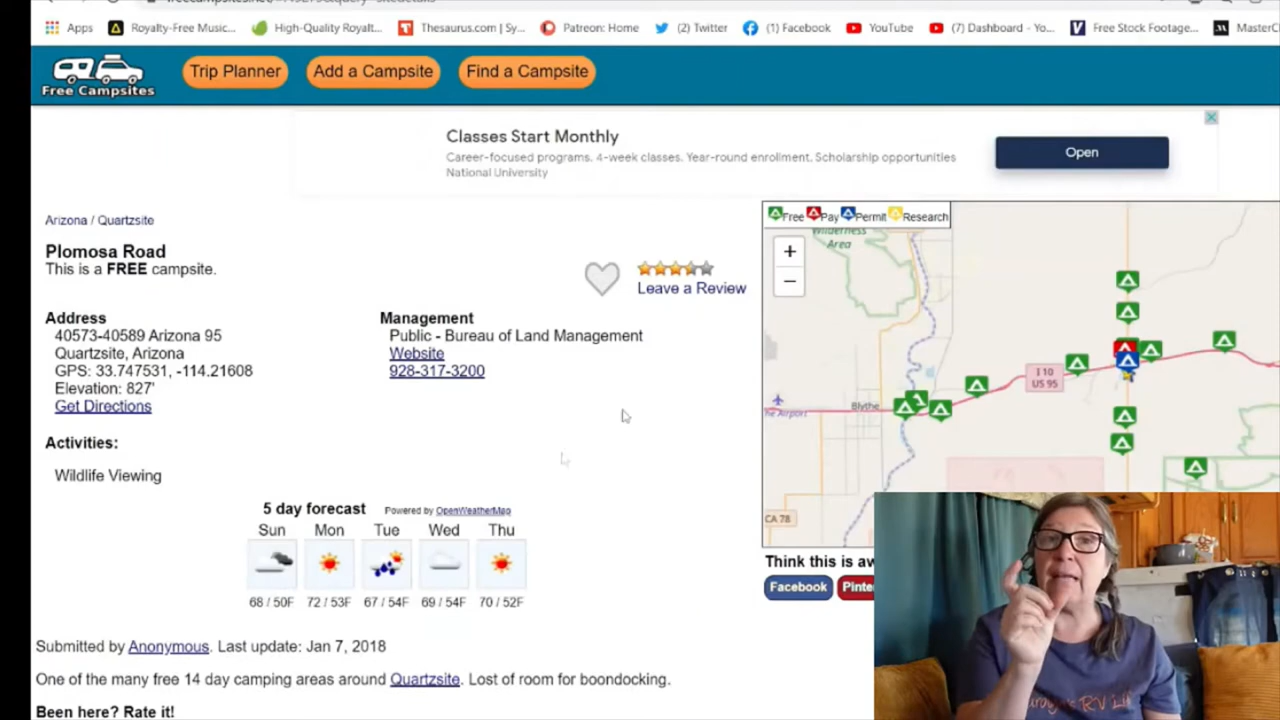 Apps
Royalty-Free Music...
High-Quality Royalt...
Thesaurus.com | Sy...
Patreon: Home
(2) Twitter
(1) Facebook
YouTube
(7) Dashboard - Yo...
Free Stock Footage...
MasterCl
Free Campsites
Trip Planner
Add a Campsite
Find a Campsite
Classes Start Monthly
Career-focused programs. 4-week classes. Year-round enrollment. Scholarship opportunities
National University
Open
Arizona / Quartzsite
Free Pay Permit Research
Plomosa Road
This is a FREE campsite.
Leave a Review
Wilderness
Area
+
−
Address
40573-40589 Arizona 95
Quartzsite, Arizona
GPS: 33.747531, -114.21608
Elevation: 827'
Get Directions
Management
Public - Bureau of Land Management
Website
928-317-3200
I 10
US 95
Blythe
he Airport
CA 78
Activities:
Wildlife Viewing
5 day forecast
Powered by OpenWeatherMap
Sun Mon Tue Wed Thu
68 / 50F 72 / 53F 67 / 54F 69 / 54F 70 / 52F
Think this is aw
Facebook
Pinte
Submitted by Anonymous. Last update: Jan 7, 2018
One of the many free 14 day camping areas around Quartzsite. Lost of room for boondocking.
Been here? Rate it!